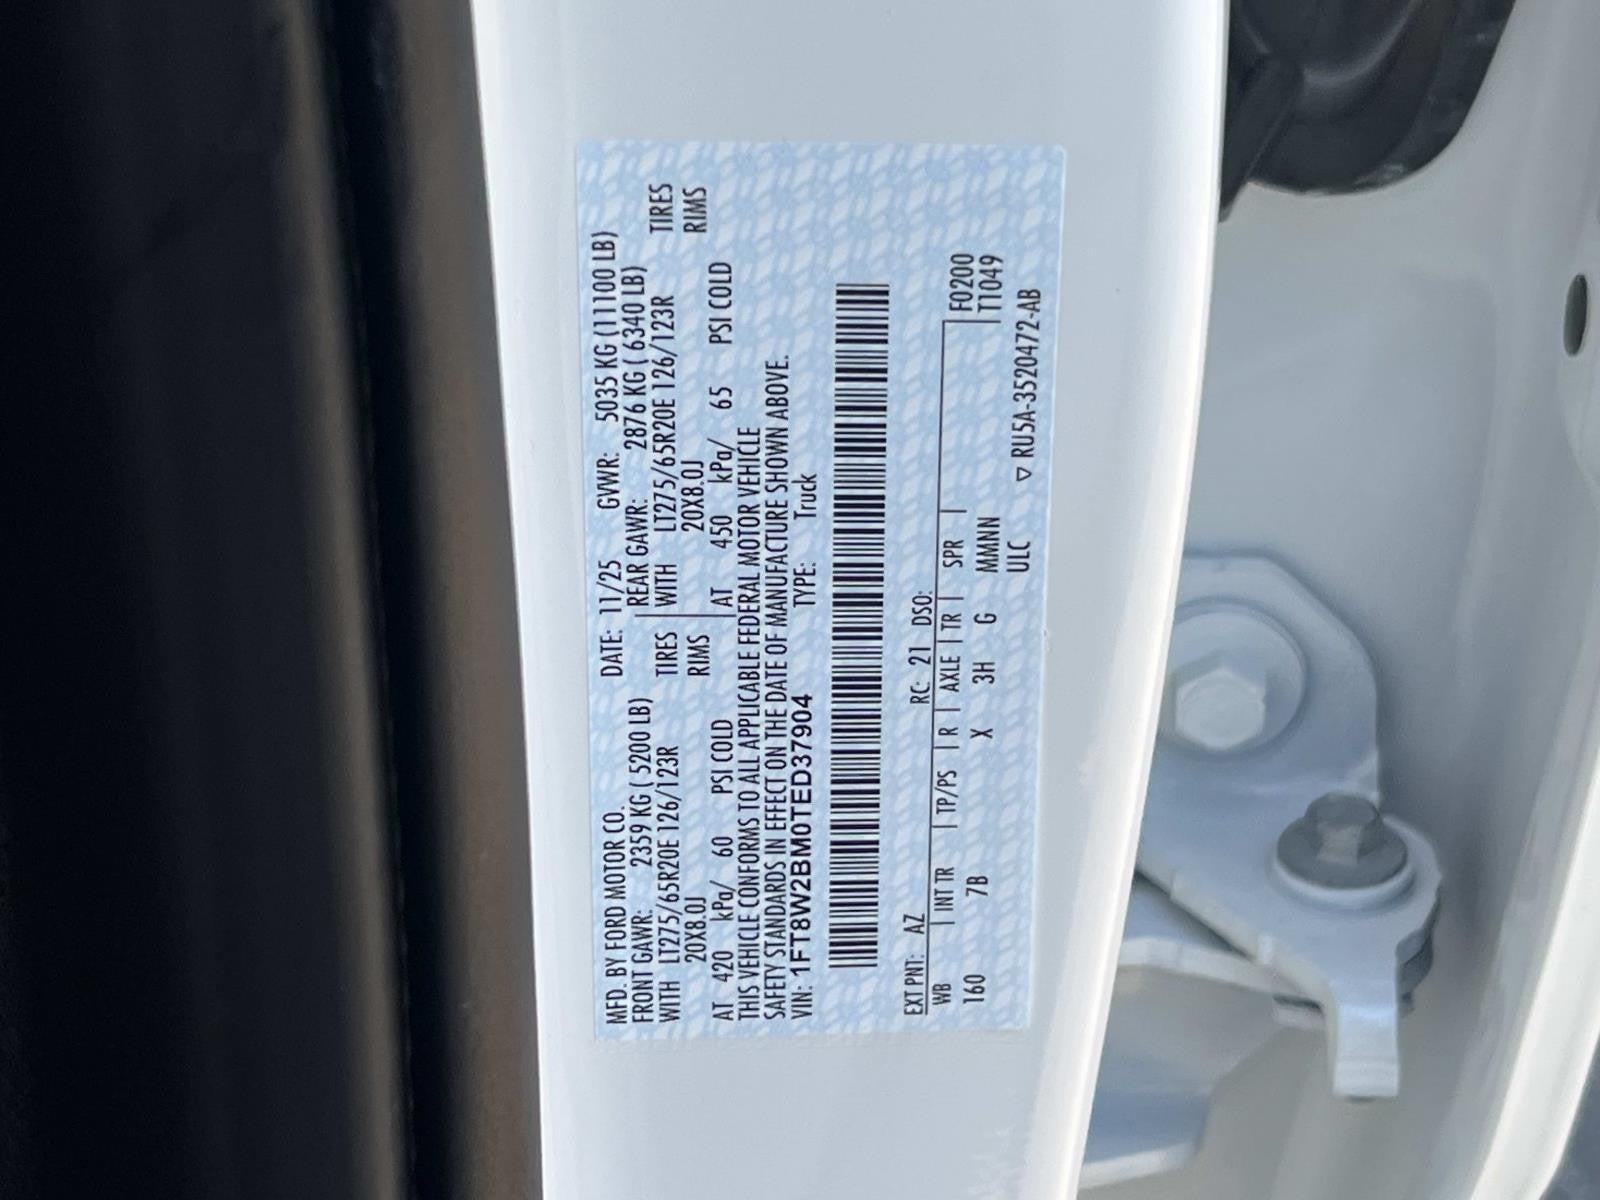 MFD. BY FORD MOTOR CO.
DATE: 11/25 GVWR: 5035 KG (11100 LB)
FRONT GAWR: 2359 KG ( 5200 LB) REAR GAWR: 2876 KG ( 6340 LB)
WITH LT275/65R20E 126/123R TIRES WITH LT275/65R20E 126/123R TIRES
20X8.0J RIMS 20X8.0J RIMS
AT 420 kPa/ 60 PSI COLD AT 450 kPa/ 65 PSI COLD
THIS VEHICLE CONFORMS TO ALL APPLICABLE FEDERAL MOTOR VEHICLE
SAFETY STANDARDS IN EFFECT ON THE DATE OF MANUFACTURE SHOWN ABOVE.
VIN: 1FT8W2BM0TED37904 TYPE: Truck
EXT PNT: AZ RC: 21 DSO:
WB INT TR TP/PS R AXLE TR SPR F0200
160 7B X 3H G MMNN T1049
ULC ▽ RU5A-3520472-AB